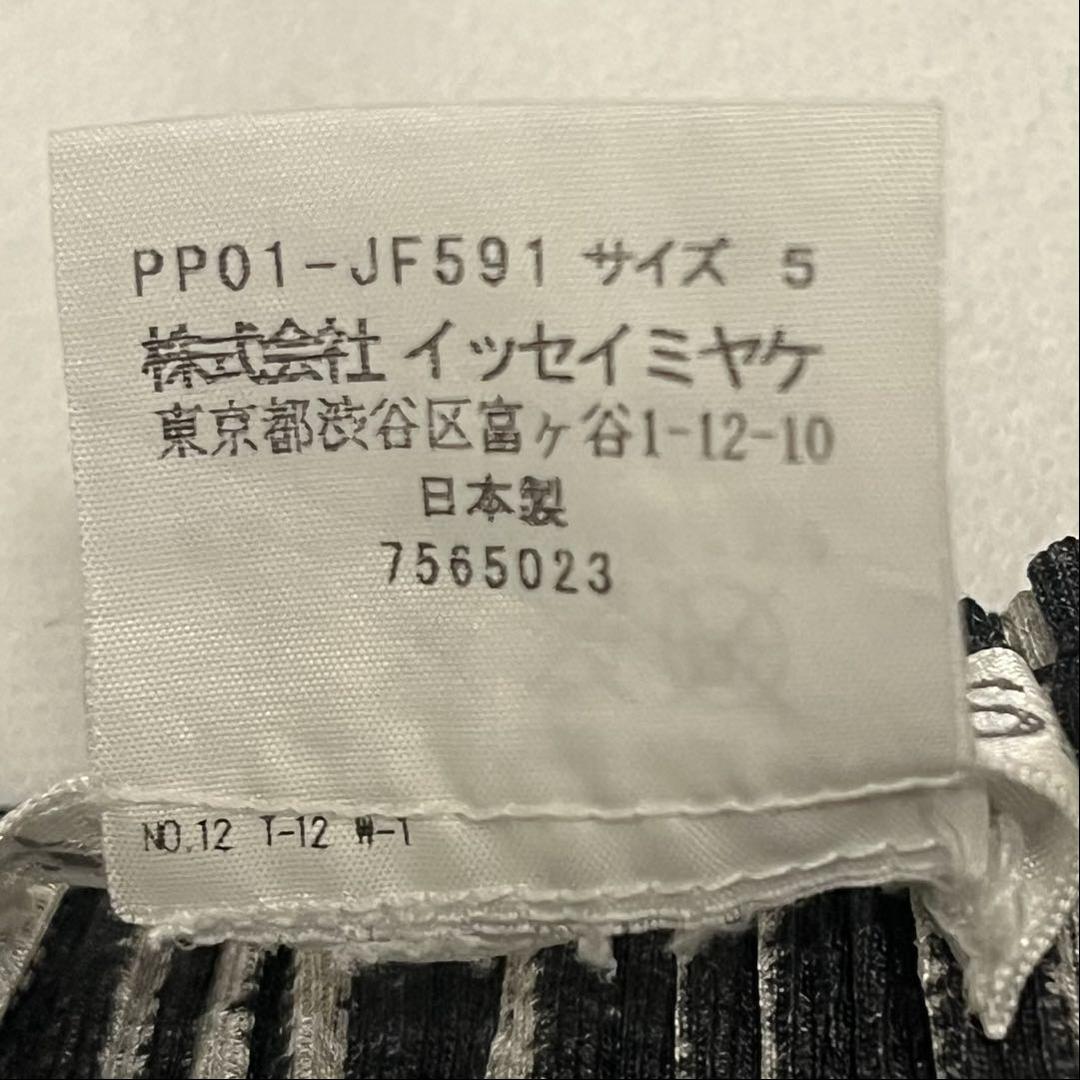 PP01-JF591 サイズ 5
株式会社 イッセイミヤケ
東京都渋谷区富ヶ谷1-12-10
日本製
7565023
NO.12 T-12 W-1